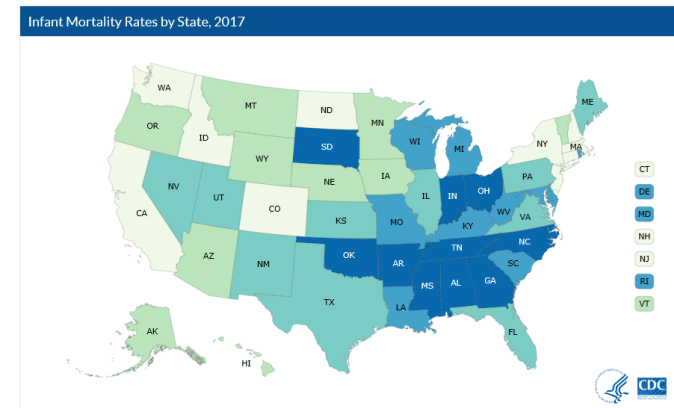 Infant Mortality Rates by State, 2017
WA
MT
ND
MN
ME
OR
ID
SD
WI
MI
NY
MA
WY
NE
IA
PA
NV
UT
CO
IL
IN
OH
CA
KS
MO
KY
WV
VA
AZ
NM
OK
AR
TN
NC
SC
MS
AL
GA
TX
LA
FL
AK
HI
CT
DE
MD
NH
NJ
RI
VT
CDC